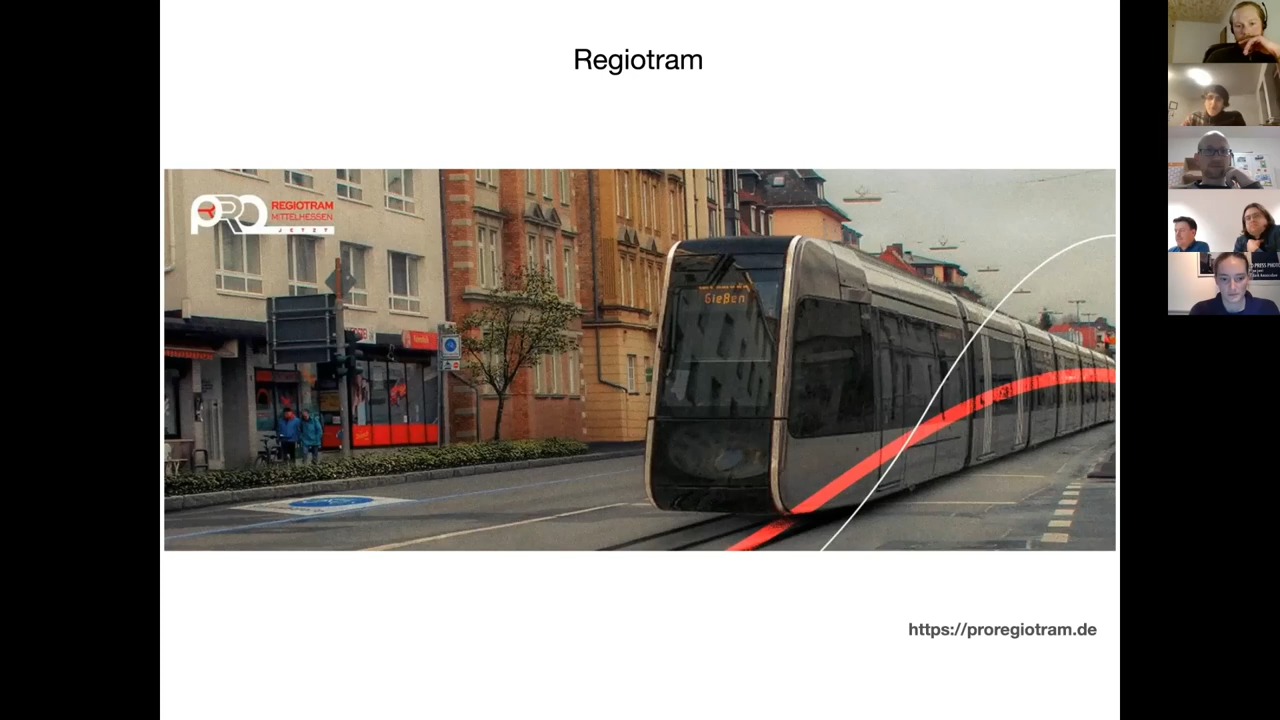 Regiotram
PRO
REGIOTRAM
MITTELHESSEN
JETZT
Gießen
https://proregiotram.de